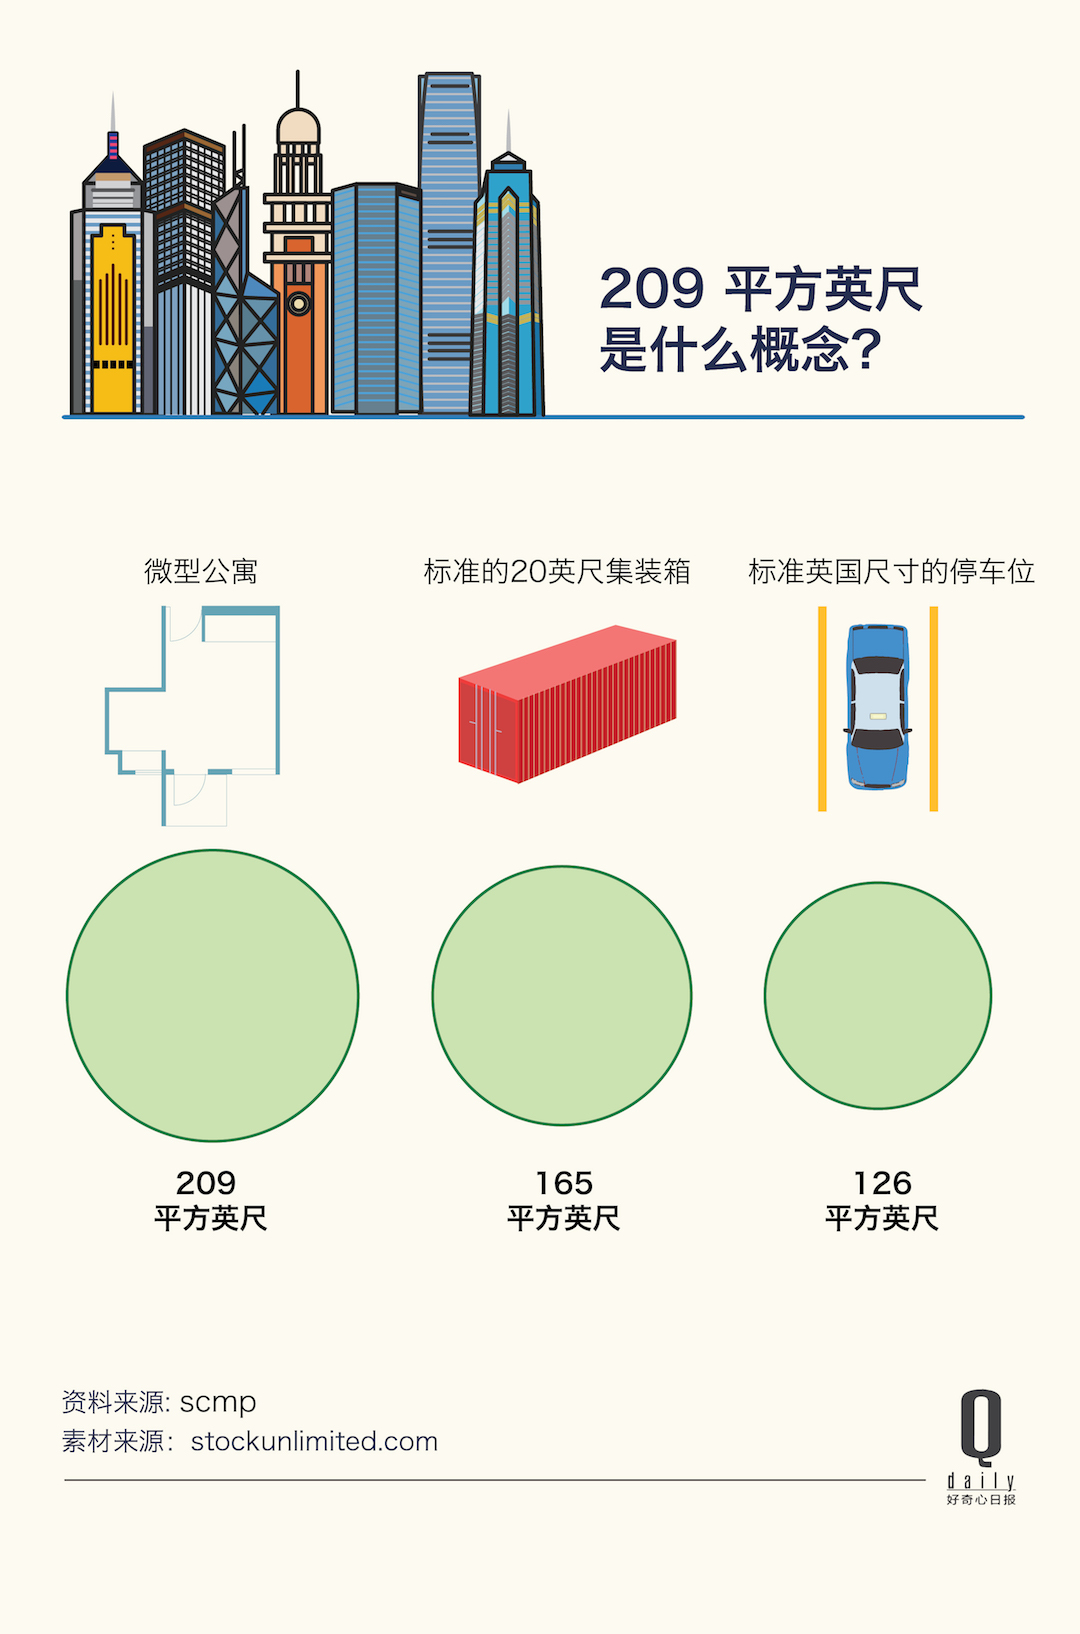 209 平方英尺
是什么概念？
微型公寓
标准的20英尺集装箱
标准英国尺寸的停车位
209
平方英尺
165
平方英尺
126
平方英尺
资料来源: scmp
素材来源：stockunlimited.com
Q
daily
好奇心日报